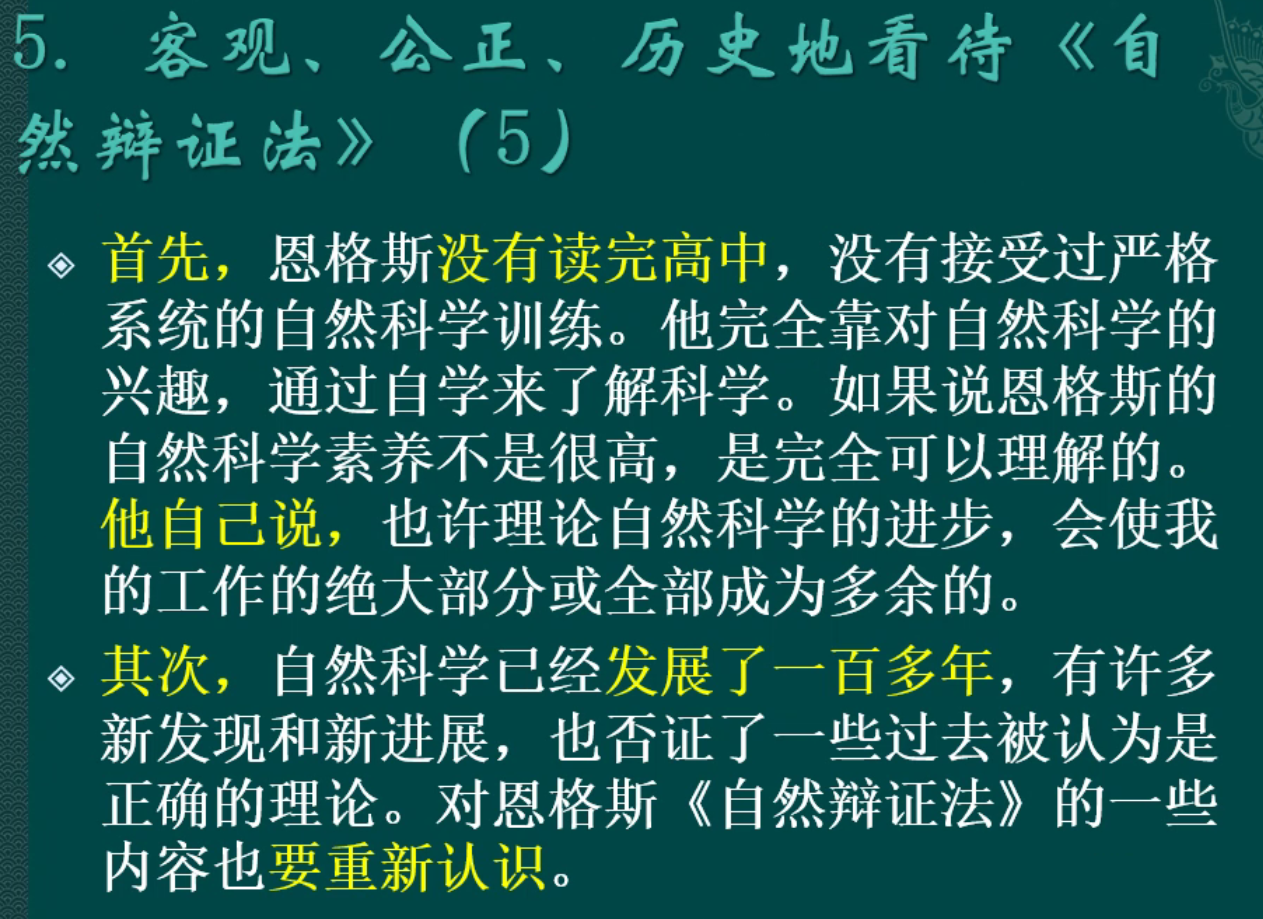 5. 客观、公正、历史地看待《自
然辩证法》（5）
首先，恩格斯没有读完高中，没有接受过严格
系统的自然科学训练。他完全靠对自然科学的
兴趣，通过自学来了解科学。如果说恩格斯的
自然科学素养不是很高，是完全可以理解的。
他自己说，也许理论自然科学的进步，会使我
的工作的绝大部分或全部成为多余的。
其次，自然科学已经发展了一百多年，有许多
新发现和新进展，也否证了一些过去被认为是
正确的理论。对恩格斯《自然辩证法》的一些
内容也要重新认识。